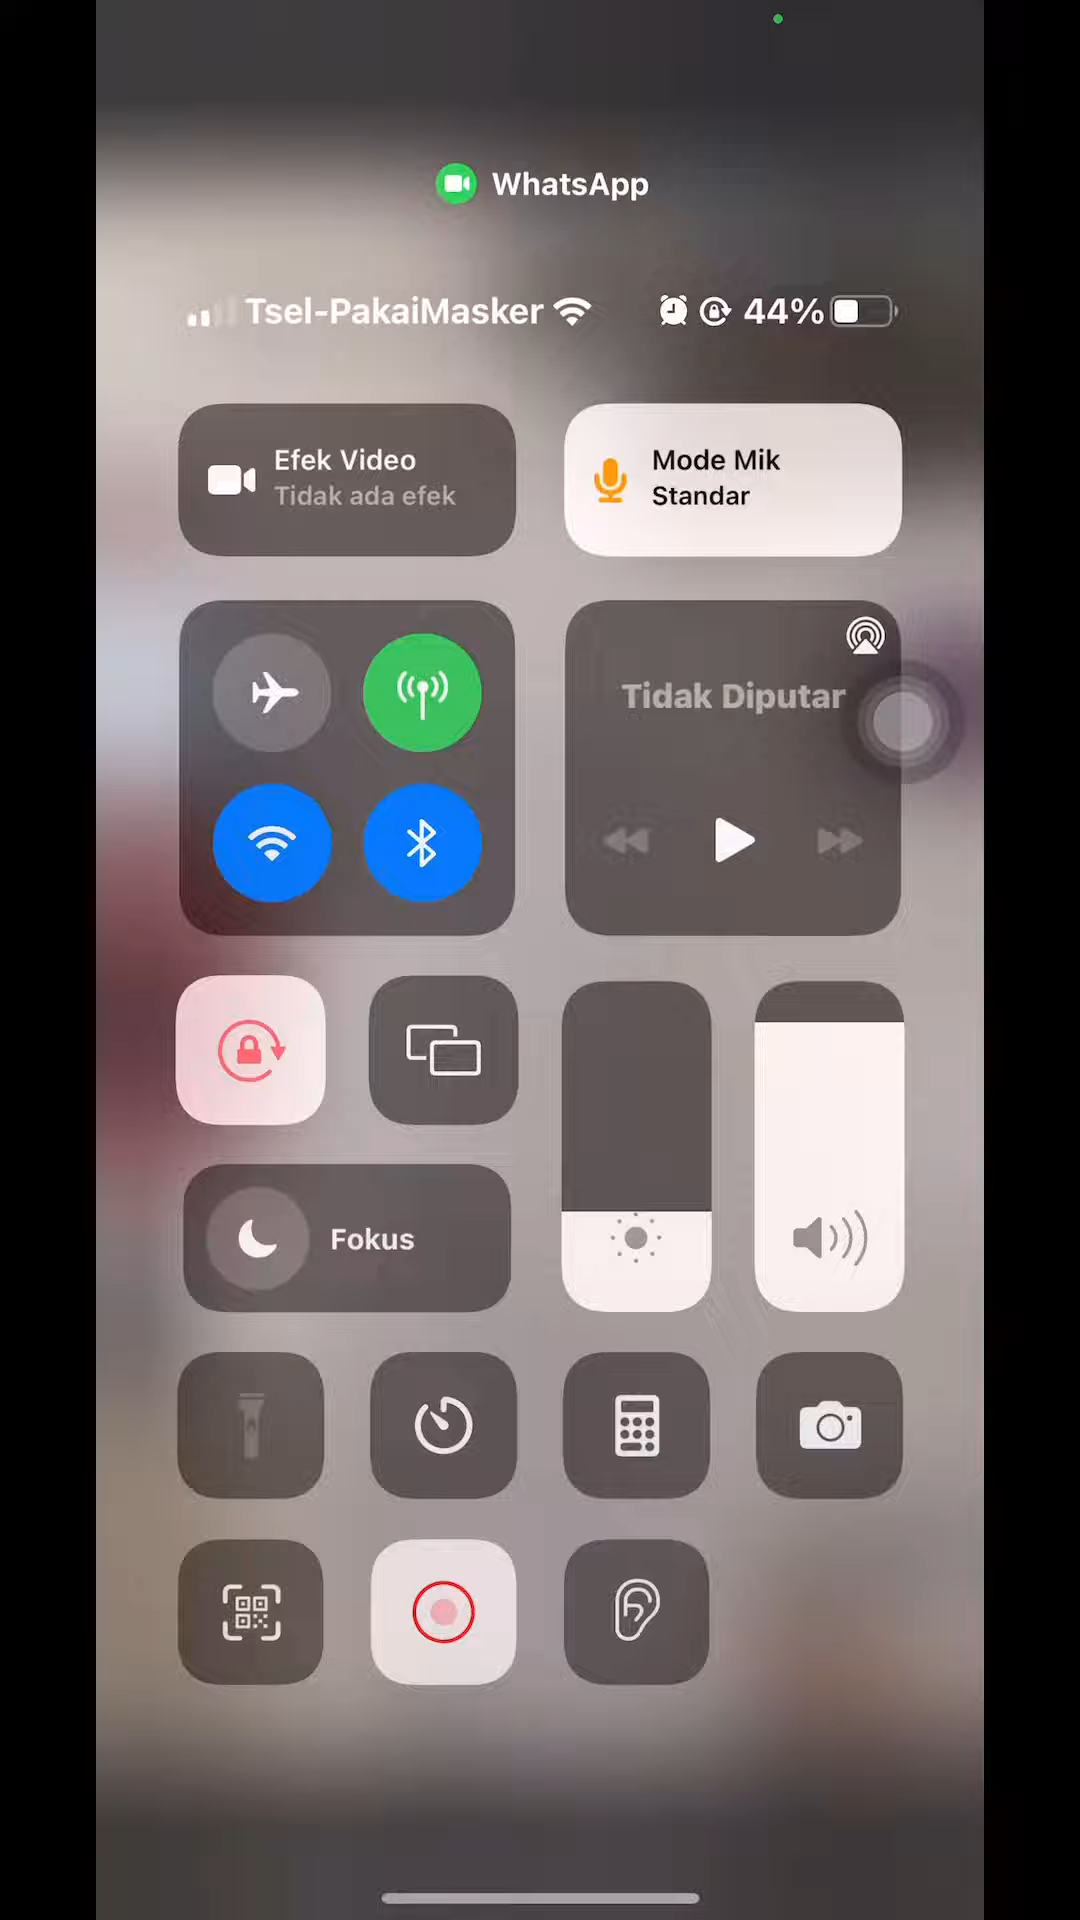 WhatsApp
Tsel-PakaiMasker 44%
Efek Video
Tidak ada efek
Mode Mik
Standar
Tidak Diputar
Fokus